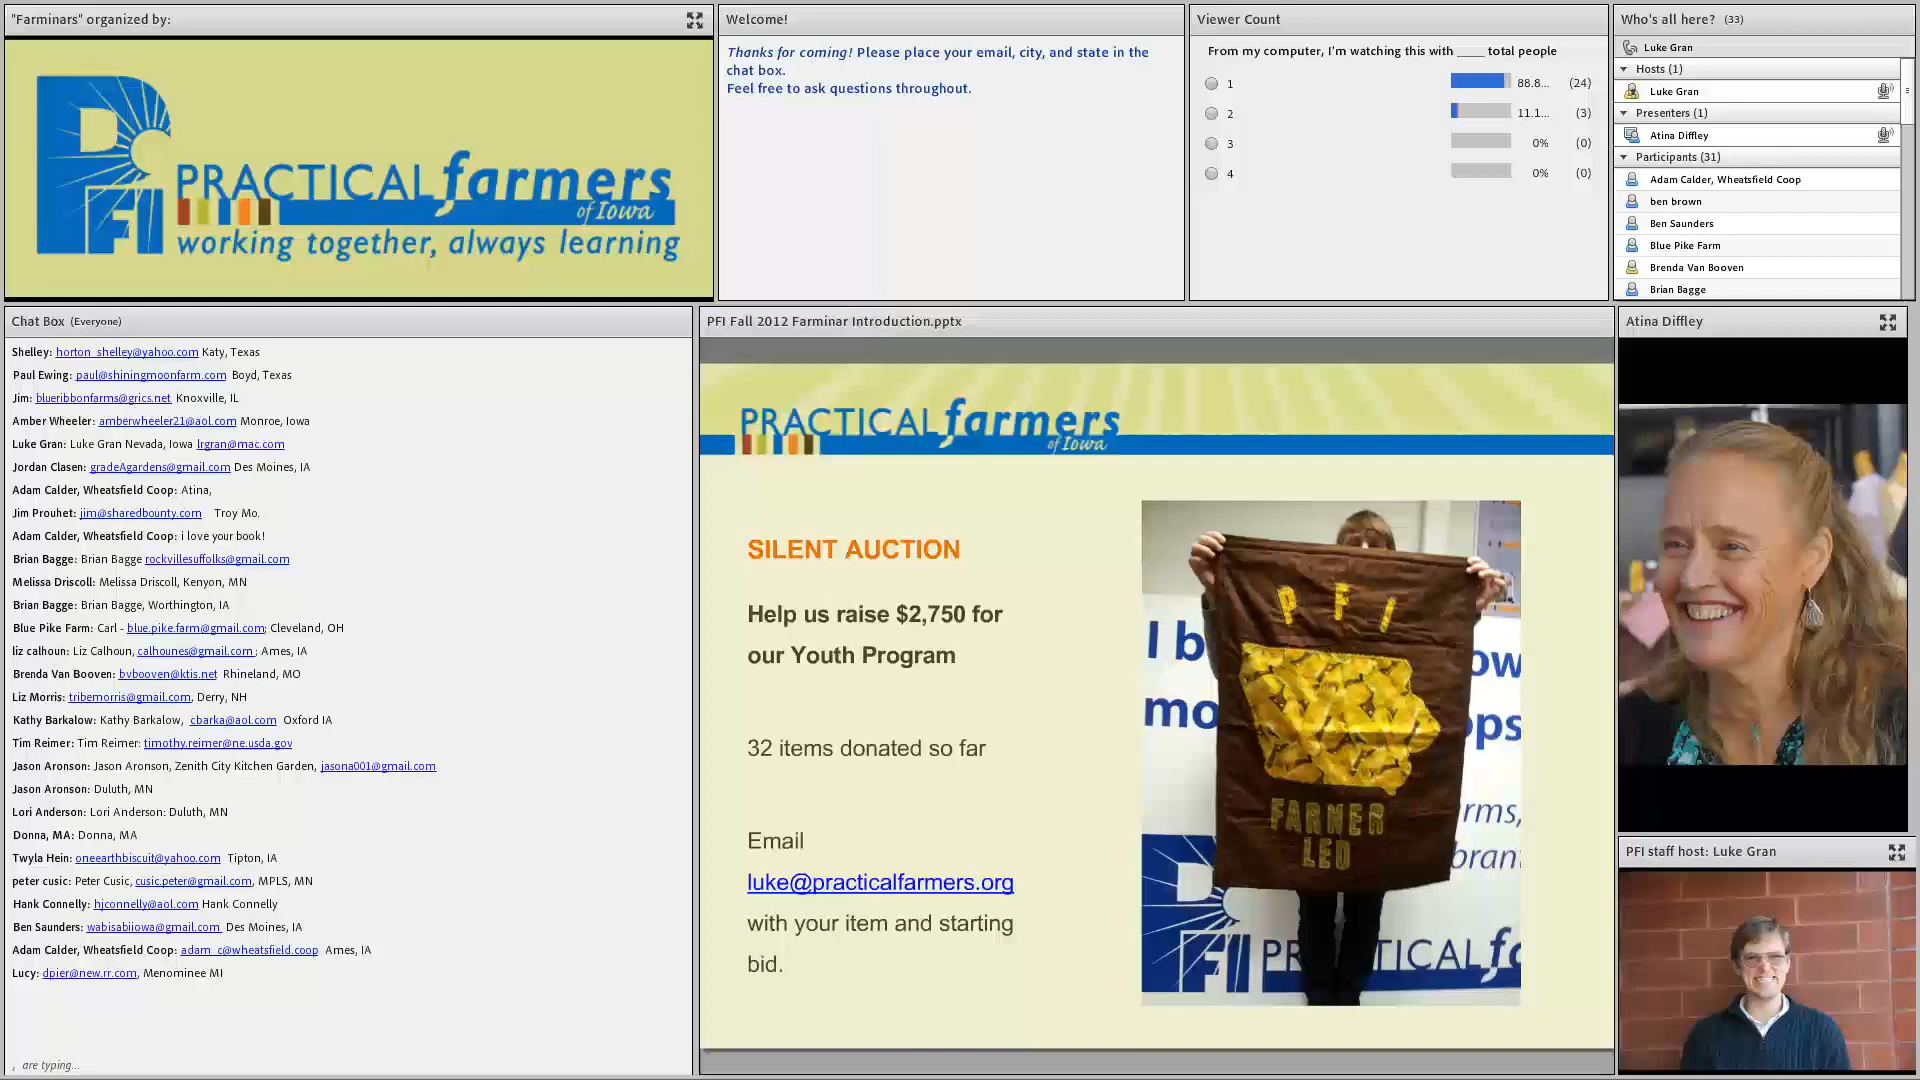 "Farminars" organized by:
PFI
PRACTICAL farmers
of Iowa
working together, always learning
Welcome!
Thanks for coming! Please place your email, city, and state in the
chat box.
Feel free to ask questions throughout.
Viewer Count
From my computer, I'm watching this with ____ total people
1 88.8... (24)
2 11.1... (3)
3 0% (0)
4 0% (0)
Who's all here? (33)
Luke Gran
Hosts (1)
Luke Gran
Presenters (1)
Atina Diffley
Participants (31)
Adam Calder, Wheatsfield Coop
ben brown
Ben Saunders
Blue Pike Farm
Brenda Van Booven
Brian Bagge
Chat Box (Everyone)
Shelley: horton_shelley@yahoo.com Katy, Texas
Paul Ewing: paul@shiningmoonfarm.com Boyd, Texas
Jim: blueribbonfarms@grics.net Knoxville, IL
Amber Wheeler: amberwheeler21@aol.com Monroe, Iowa
Luke Gran: Luke Gran Nevada, Iowa lrgran@mac.com
Jordan Clasen: gradeAgardens@gmail.com Des Moines, IA
Adam Calder, Wheatsfield Coop: Atina,
Jim Prouhet: jim@sharedbounty.com Troy Mo.
Adam Calder, Wheatsfield Coop: i love your book!
Brian Bagge: Brian Bagge rockvillesuffolks@gmail.com
Melissa Driscoll: Melissa Driscoll, Kenyon, MN
Brian Bagge: Brian Bagge, Worthington, IA
Blue Pike Farm: Carl - blue.pike.farm@gmail.com; Cleveland, OH
liz calhoun: Liz Calhoun, calhounes@gmail.com ; Ames, IA
Brenda Van Booven: bvbooven@ktis.net Rhineland, MO
Liz Morris: tribemorris@gmail.com, Derry, NH
Kathy Barkalow: Kathy Barkalow, cbarka@aol.com Oxford IA
Tim Reimer: Tim Reimer: timothy.reimer@ne.usda.gov
Jason Aronson: Jason Aronson, Zenith City Kitchen Garden, jasona001@gmail.com
Jason Aronson: Duluth, MN
Lori Anderson: Lori Anderson: Duluth, MN
Donna, MA: Donna, MA
Twyla Hein: oneearthbiscuit@yahoo.com Tipton, IA
peter cusic: Peter Cusic, cusic.peter@gmail.com, MPLS, MN
Hank Connelly: hjconnelly@aol.com Hank Connelly
Ben Saunders: wabisabiiowa@gmail.com Des Moines, IA
Adam Calder, Wheatsfield Coop: adam_c@wheatsfield.coop Ames, IA
Lucy: dpier@new.rr.com, Menominee MI
, are typing...
PFI Fall 2012 Farminar Introduction.pptx
PRACTICAL farmers
of Iowa
SILENT AUCTION
Help us raise $2,750 for
our Youth Program
32 items donated so far
Email
luke@practicalfarmers.org
with your item and starting
bid.
PFI
FARMER
LED
Atina Diffley
PFI staff host: Luke Gran